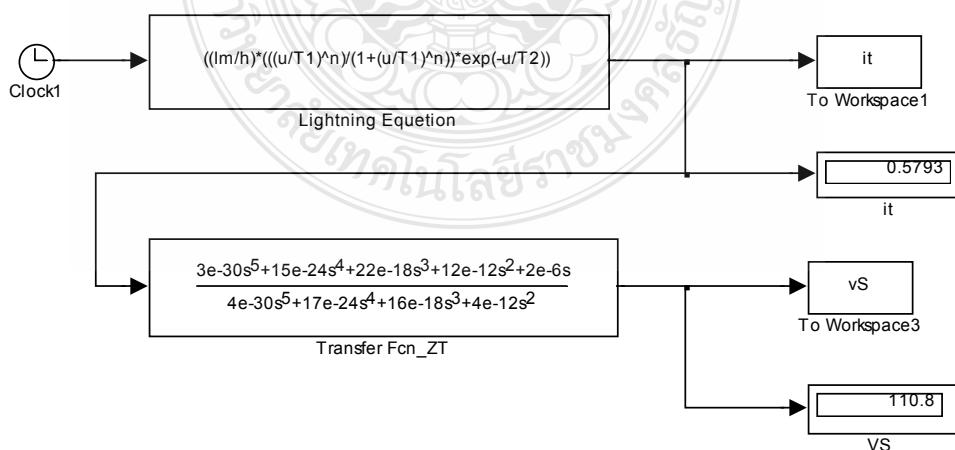 ((Im/h)*(((u/T1)^n)/(1+(u/T1)^n))*exp(-u/T2))
Clock1
Lightning Equetion
it
To Workspace1
0.5793
it
3e-30s⁵+15e-24s⁴+22e-18s³+12e-12s²+2e-6s
4e-30s⁵+17e-24s⁴+16e-18s³+4e-12s²
Transfer Fcn_ZT
vS
To Workspace3
110.8
VS